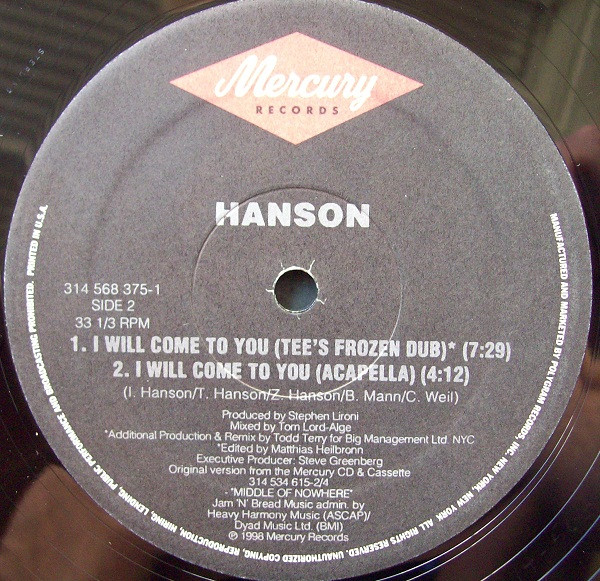 Mercury
RECORDS
HANSON
314 568 375-1
SIDE 2
33 1/3 RPM
1. I WILL COME TO YOU (TEE'S FROZEN DUB)* (7:29)
2. I WILL COME TO YOU (ACAPELLA) (4:12)
(I. Hanson/T. Hanson/Z. Hanson/B. Mann/C. Weil)
Produced by Stephen Lironi
Mixed by Tom Lord-Alge
*Additional Production & Remix by Todd Terry for Big Management Ltd. NYC
*Edited by Matthias Heilbronn
Executive Producer: Steve Greenberg
Original version from the Mercury CD & Cassette
314 534 615-2/4
- "MIDDLE OF NOWHERE"
Jam 'N' Bread Music admin. by
Heavy Harmony Music (ASCAP)/
Dyad Music Ltd. (BMI)
℗ 1998 Mercury Records
MANUFACTURED AND MARKETED BY POLYGRAM RECORDS, INC. NEW YORK, NEW YORK. ALL RIGHTS RESERVED. UNAUTHORIZED COPYING, REPRODUCTION, HIRING, LENDING, PUBLIC PERFORMANCE AND BROADCASTING PROHIBITED. PRINTED IN U.S.A.